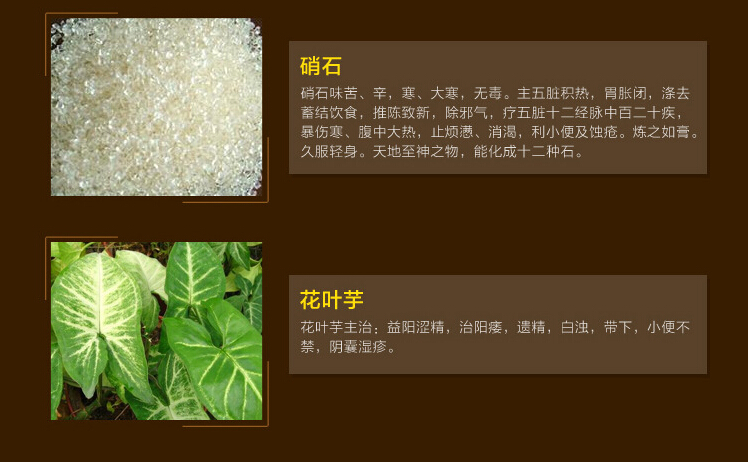 硝石
硝石味苦、辛，寒、大寒，无毒。主五脏积热，胃胀闭，涤去
蓄结饮食，推陈致新，除邪气，疗五脏十二经脉中百二十疾，
暴伤寒、腹中大热，止烦懑、消渴，利小便及蚀疮。炼之如膏。
久服轻身。天地至神之物，能化成十二种石。
花叶芋
花叶芋主治：益阳涩精，治阳痿，遗精，白浊，带下，小便不
禁，阴囊湿疹。